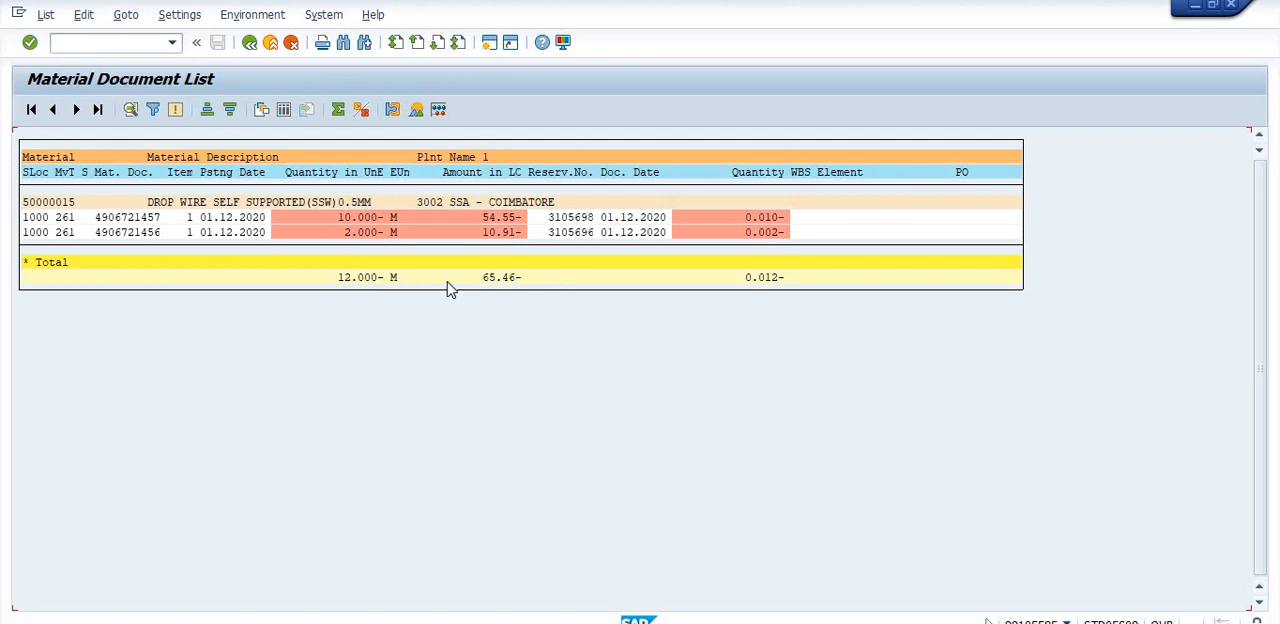 List Edit Goto Settings Environment System Help
Material Document List
Material Material Description Plnt Name 1
SLoc MvT S Mat. Doc. Item Pstng Date Quantity in UnE EUn Amount in LC Reserv.No. Doc. Date Quantity WBS Element PO
50000015 DROP WIRE SELF SUPPORTED(SSW)0.5MM 3002 SSA - COIMBATORE
1000 261 4906721457 1 01.12.2020 10.000- M 54.55- 3105698 01.12.2020 0.010-
1000 261 4906721456 1 01.12.2020 2.000- M 10.91- 3105696 01.12.2020 0.002-
* Total
12.000- M 65.46- 0.012-
SAP